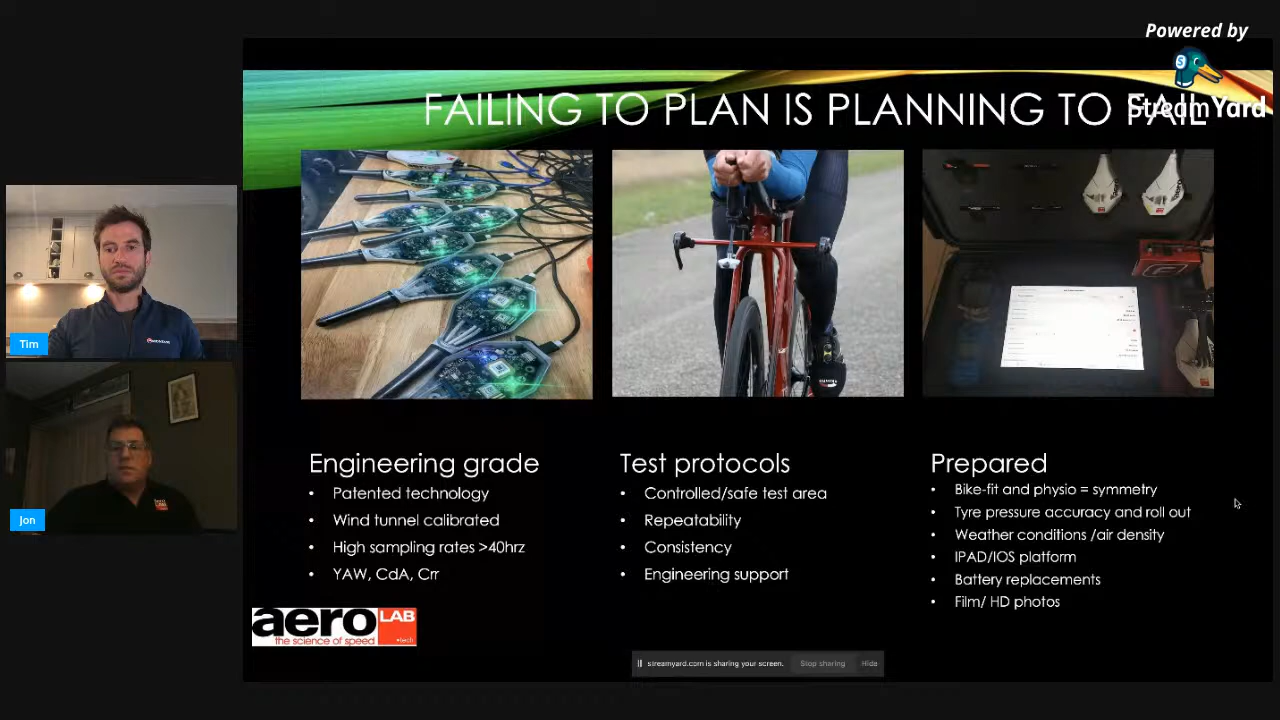 Powered by
StreamYard
FAILING TO PLAN IS PLANNING TO FAIL
Tim
Jon
Engineering grade
• Patented technology
• Wind tunnel calibrated
• High sampling rates >40hrz
• YAW, CdA, Crr
Test protocols
• Controlled/safe test area
• Repeatability
• Consistency
• Engineering support
Prepared
• Bike-fit and physio = symmetry
• Tyre pressure accuracy and roll out
• Weather conditions /air density
• IPAD/IOS platform
• Battery replacements
• Film/ HD photos
aero LAB
the science of speed •tech
streamyard.com is sharing your screen. Stop sharing Hide